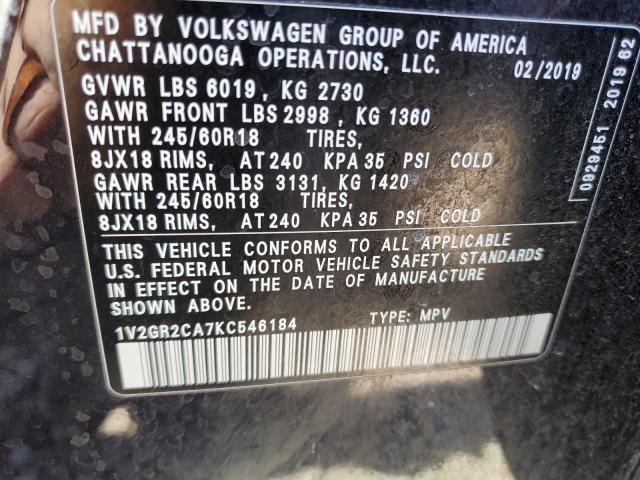 MFD BY VOLKSWAGEN GROUP OF AMERICA
CHATTANOOGA OPERATIONS, LLC. 02/2019
GVWR LBS 6019, KG 2730
GAWR FRONT LBS 2998, KG 1360
WITH 245/60R18 TIRES,
8JX18 RIMS, AT 240 KPA 35 PSI COLD
GAWR REAR LBS 3131, KG 1420
WITH 245/60R18 TIRES,
8JX18 RIMS, AT 240 KPA 35 PSI COLD
THIS VEHICLE CONFORMS TO ALL APPLICABLE
U.S. FEDERAL MOTOR VEHICLE SAFETY STANDARDS
IN EFFECT ON THE DATE OF MANUFACTURE
SHOWN ABOVE.
1V2GR2CA7KC546184 TYPE: MPV
0929451 2019 62